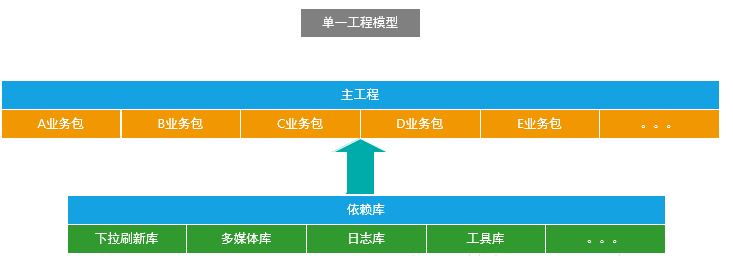 单一工程模型
主工程
A业务包 B业务包 C业务包 D业务包 E业务包 。。。
依赖库
下拉刷新库 多媒体库 日志库 工具库 。。。